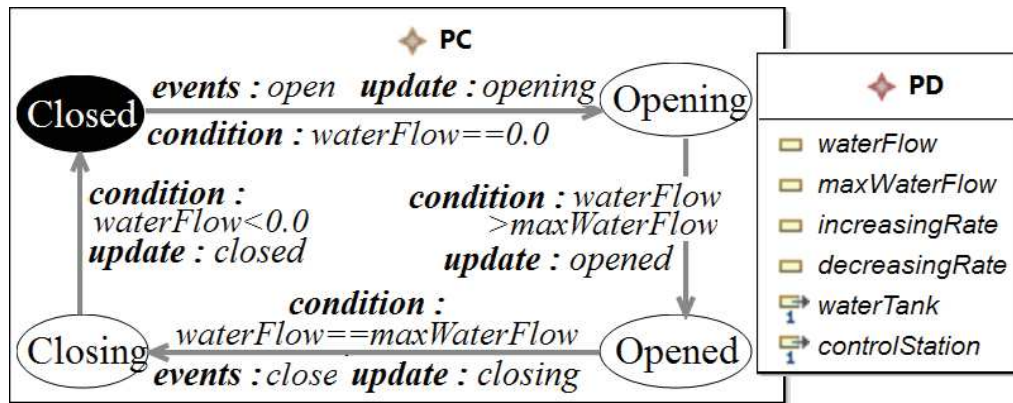 PC
Closed
events : open update : opening
condition : waterFlow==0.0
Opening
condition :
waterFlow<0.0
update : closed
condition : waterFlow
>maxWaterFlow
update : opened
Closing
condition :
waterFlow==maxWaterFlow
events : close update : closing
Opened
PD
waterFlow
maxWaterFlow
increasingRate
decreasingRate
1 waterTank
1 controlStation